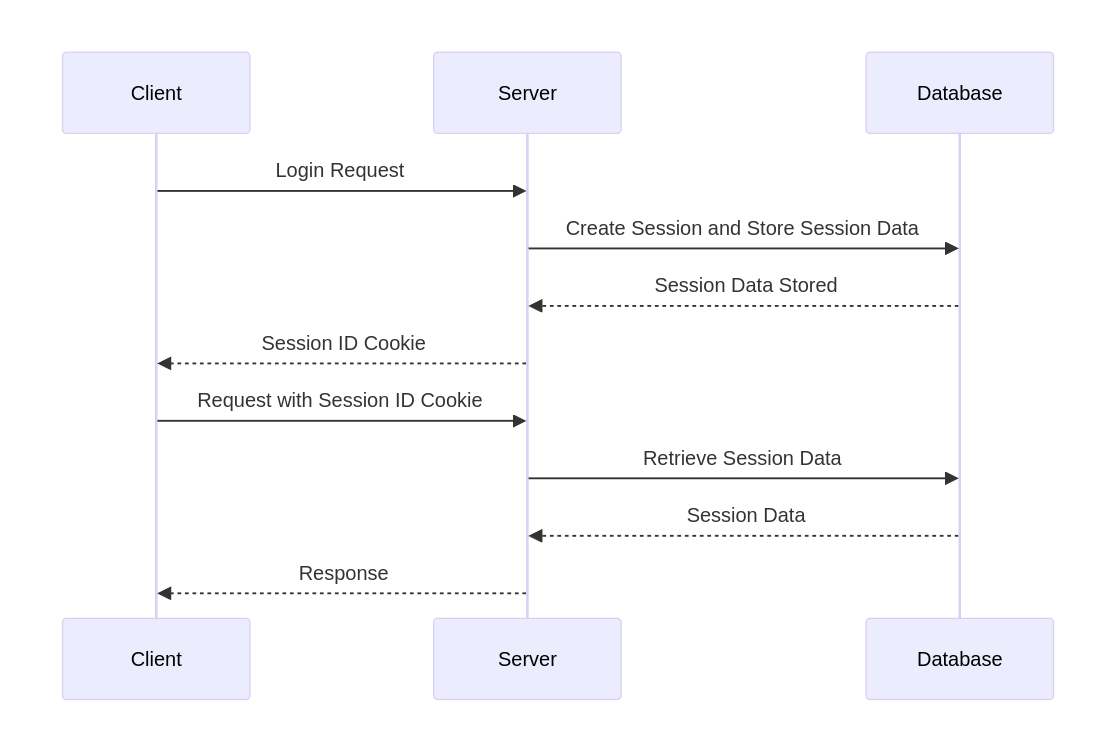 Client
Server
Database
Login Request
Create Session and Store Session Data
Session Data Stored
Session ID Cookie
Request with Session ID Cookie
Retrieve Session Data
Session Data
Response
Client
Server
Database